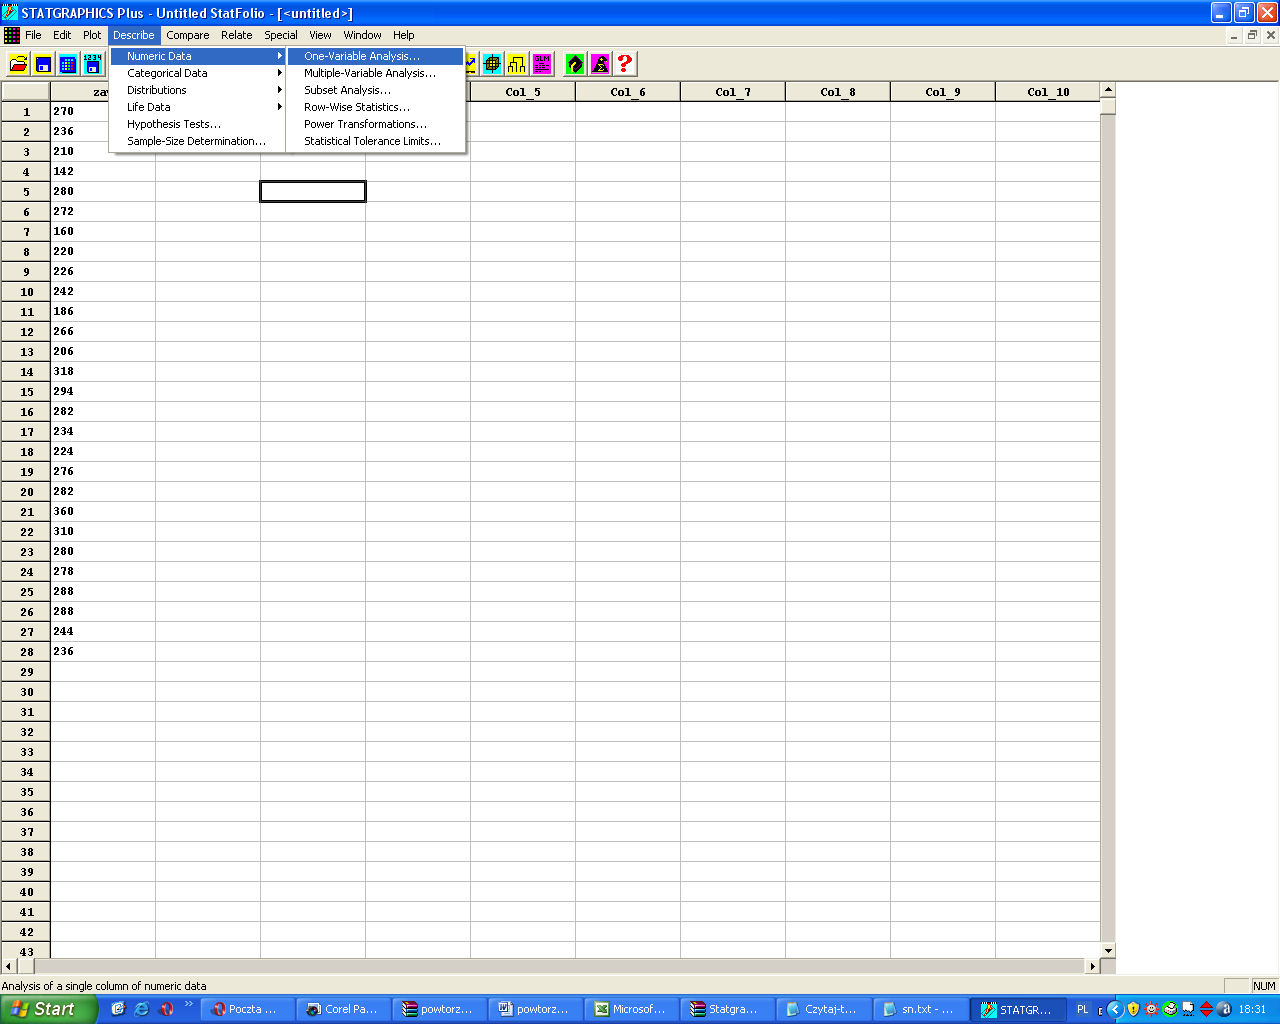 STATGRAPHICS Plus - Untitled StatFolio - [<untitled>]
File Edit Plot Describe Compare Relate Special View Window Help
1234 GLM ?
Numeric Data
Categorical Data
Distributions
Life Data
Hypothesis Tests...
Sample-Size Determination...
One-Variable Analysis...
Multiple-Variable Analysis...
Subset Analysis...
Row-Wise Statistics...
Power Transformations...
Statistical Tolerance Limits...
Col_5 Col_6 Col_7 Col_8 Col_9 Col_10
1 270
2 236
3 210
4 142
5 280
6 272
7 160
8 220
9 226
10 242
11 186
12 266
13 206
14 318
15 294
16 282
17 234
18 224
19 276
20 282
21 360
22 310
23 280
24 278
25 288
26 288
27 244
28 236
29
30
31
32
33
34
35
36
37
38
39
40
41
42
43
Analysis of a single column of numeric data NUM
Start Poczta ... Corel Pa... powtorz... powtorz... Microsof... Statgra... Czytaj-t... sn.txt - ... STATGR... PL 18:31